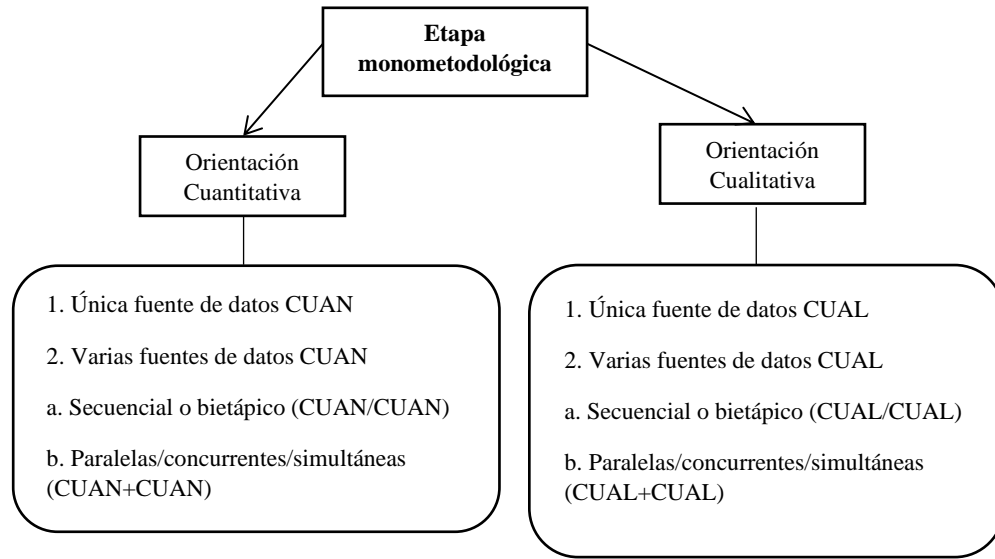 Etapa
monometodológica
Orientación
Cuantitativa
Orientación
Cualitativa
1. Única fuente de datos CUAN
2. Varias fuentes de datos CUAN
a. Secuencial o bietápico (CUAN/CUAN)
b. Paralelas/concurrentes/simultáneas
(CUAN+CUAN)
1. Única fuente de datos CUAL
2. Varias fuentes de datos CUAL
a. Secuencial o bietápico (CUAL/CUAL)
b. Paralelas/concurrentes/simultáneas
(CUAL+CUAL)